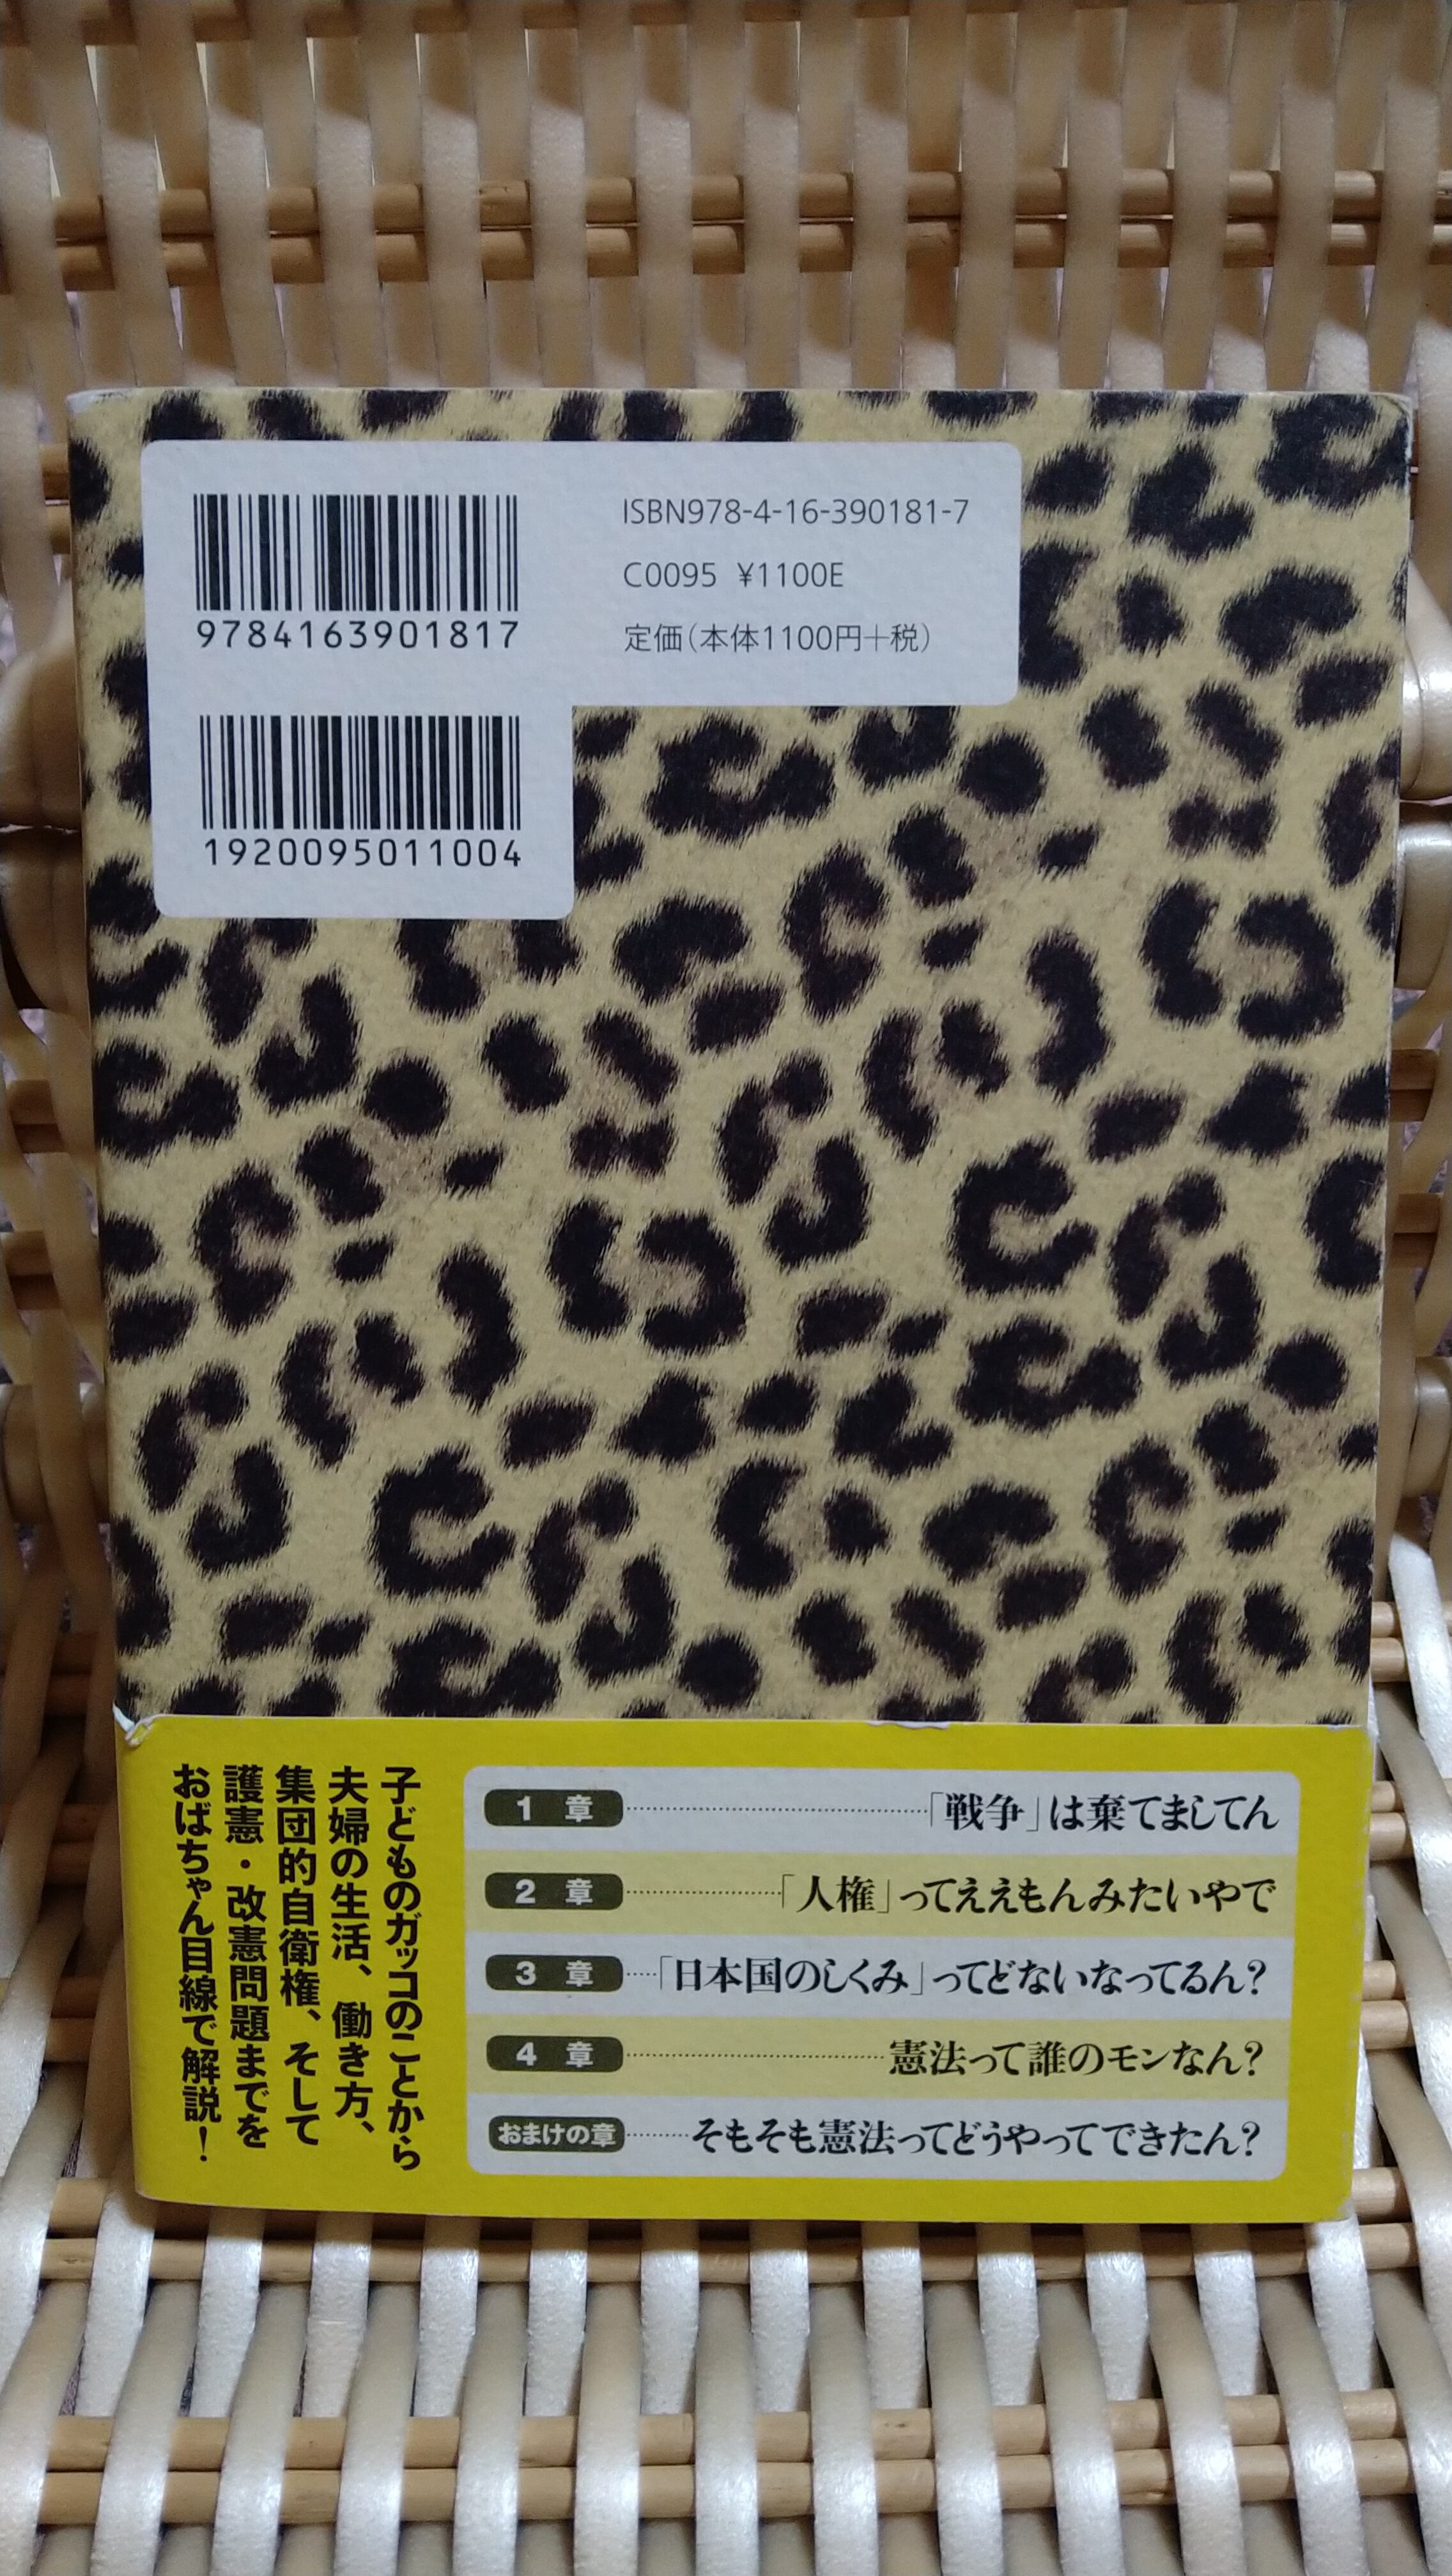 ISBN978-4-16-390181-7
C0095 ¥1100E
定価（本体1100円＋税）
9784163901817
1920095011004
子どものガッコのことから
夫婦の生活、働き方、
集団的自衛権、そして
護憲・改憲問題までを
おばちゃん目線で解説！
1 章 「戦争」は棄てましてん
2 章 「人権」ってええもんみたいやで
3 章 「日本国のしくみ」ってどないなってるん？
4 章 憲法って誰のモンなん？
おまけの章 そもそも憲法ってどうやってできたん？